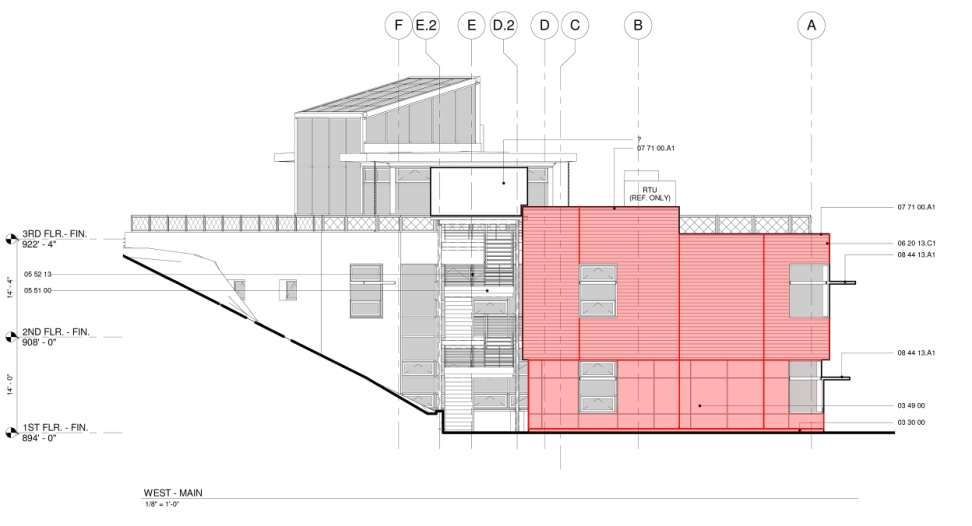 F E.2 E D.2 D C B A
?
07 71 00.A1
RTU
(REF. ONLY)
07 71 00.A1
3RD FLR.- FIN.
922' - 4"
06 20 13.C1
08 44 13.A1
05 52 13
14' - 4"
05 51 00
2ND FLR. - FIN.
908' - 0"
08 44 13.A1
14' - 0"
03 49 00
03 30 00
1ST FLR. - FIN.
894' - 0"
WEST - MAIN
1/8" = 1'-0"